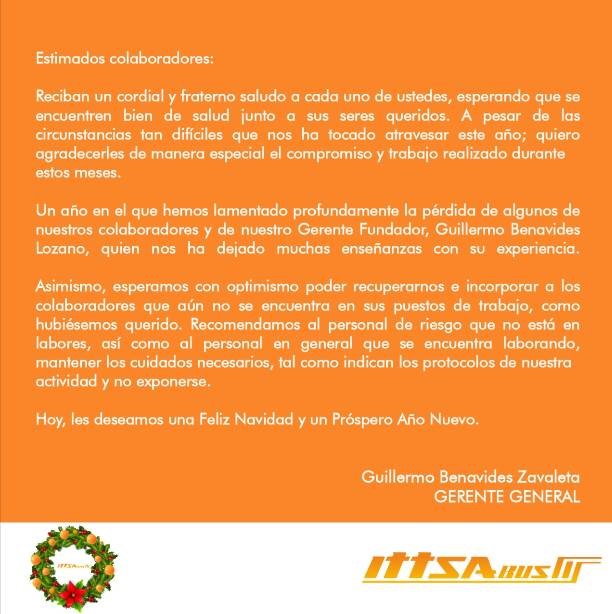 Estimados colaboradores:
Reciban un cordial y fraterno saludo a cada uno de ustedes, esperando que se
encuentren bien de salud junto a sus seres queridos. A pesar de las
circunstancias tan difíciles que nos ha tocado atravesar este año; quiero
agradecerles de manera especial el compromiso y trabajo realizado durante
estos meses.
Un año en el que hemos lamentado profundamente la pérdida de algunos de
nuestros colaboradores y de nuestro Gerente Fundador, Guillermo Benavides
Lozano, quien nos ha dejado muchas enseñanzas con su experiencia.
Asimismo, esperamos con optimismo poder recuperarnos e incorporar a los
colaboradores que aún no se encuentra en sus puestos de trabajo, como
hubiésemos querido. Recomendamos al personal de riesgo que no está en
labores, así como al personal en general que se encuentra laborando,
mantener los cuidados necesarios, tal como indican los protocolos de nuestra
actividad y no exponerse.
Hoy, les deseamos una Feliz Navidad y un Próspero Año Nuevo.
Guillermo Benavides Zavaleta
GERENTE GENERAL
ITTSABUS
ITTSABUS